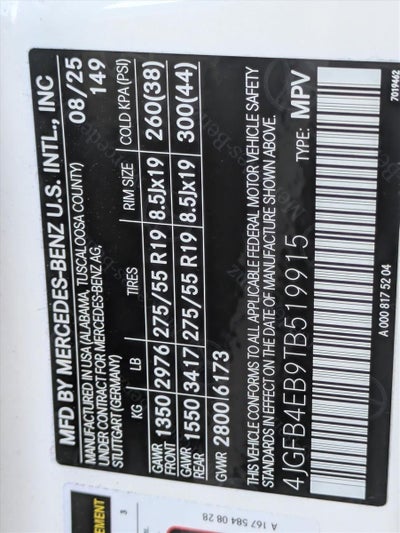 MFD BY MERCEDES-BENZ U.S. INT'L., INC
MANUFACTURED IN USA (ALABAMA, TUSCALOOSA COUNTY) 08/25
UNDER CONTRACT FOR MERCEDES-BENZ AG, 149
STUTTGART (GERMANY)
KG LB TIRES RIM SIZE COLD KPA (PSI)
GAWR FRONT 1350 2976 275/55 R19 8.5Jx19 260(38)
GAWR REAR 1550 3417 275/55 R19 8.5Jx19 300(44)
GVWR 2800 6173
THIS VEHICLE CONFORMS TO ALL APPLICABLE FEDERAL MOTOR VEHICLE SAFETY
STANDARDS IN EFFECT ON THE DATE OF MANUFACTURE SHOWN ABOVE.
4JGFB4EB9TB519915 TYPE: MPV
A 000 817 52 04
7019462
EMENT
3
A 167 584 08 28